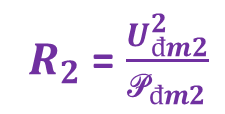 R₂ = U²đm2 / 𝒫đm2